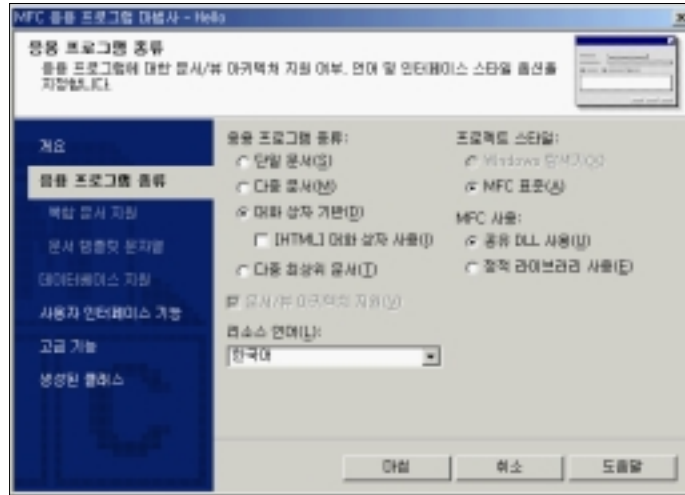 MFC 응용 프로그램 마법사 - Hello
응용 프로그램 종류
응용 프로그램에 대한 문서/뷰 아키텍처 지원 여부, 언어 및 인터페이스 스타일 옵션을
지정합니다.
개요
응용 프로그램 종류
복합 문서 지원
문서 템플릿 문자열
데이터베이스 지원
사용자 인터페이스 기능
고급 기능
생성된 클래스
응용 프로그램 종류:
단일 문서(S)
다중 문서(M)
대화 상자 기반(D)
[HTML] 대화 상자 사용(I)
다중 최상위 문서(T)
문서/뷰 아키텍처 지원(V)
리소스 언어(L):
한국어
프로젝트 스타일:
Windows 탐색기(X)
MFC 표준(A)
MFC 사용:
공유 DLL 사용(U)
정적 라이브러리 사용(E)
마침
취소
도움말